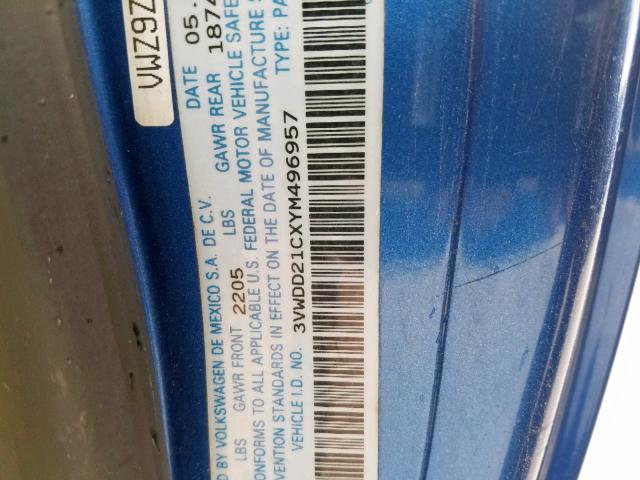 VWZ9Z
D BY VOLKSWAGEN DE MEXICO S.A. DE C.V. DATE 05.
LBS GAWR FRONT 2205 LBS GAWR REAR 1874
ONFORMS TO ALL APPLICABLE U.S. FEDERAL MOTOR VEHICLE SAFE
VENTION STANDARDS IN EFFECT ON THE DATE OF MANUFACTURE S
VEHICLE I.D. NO. 3VWDD21CXYM496957 TYPE: PA